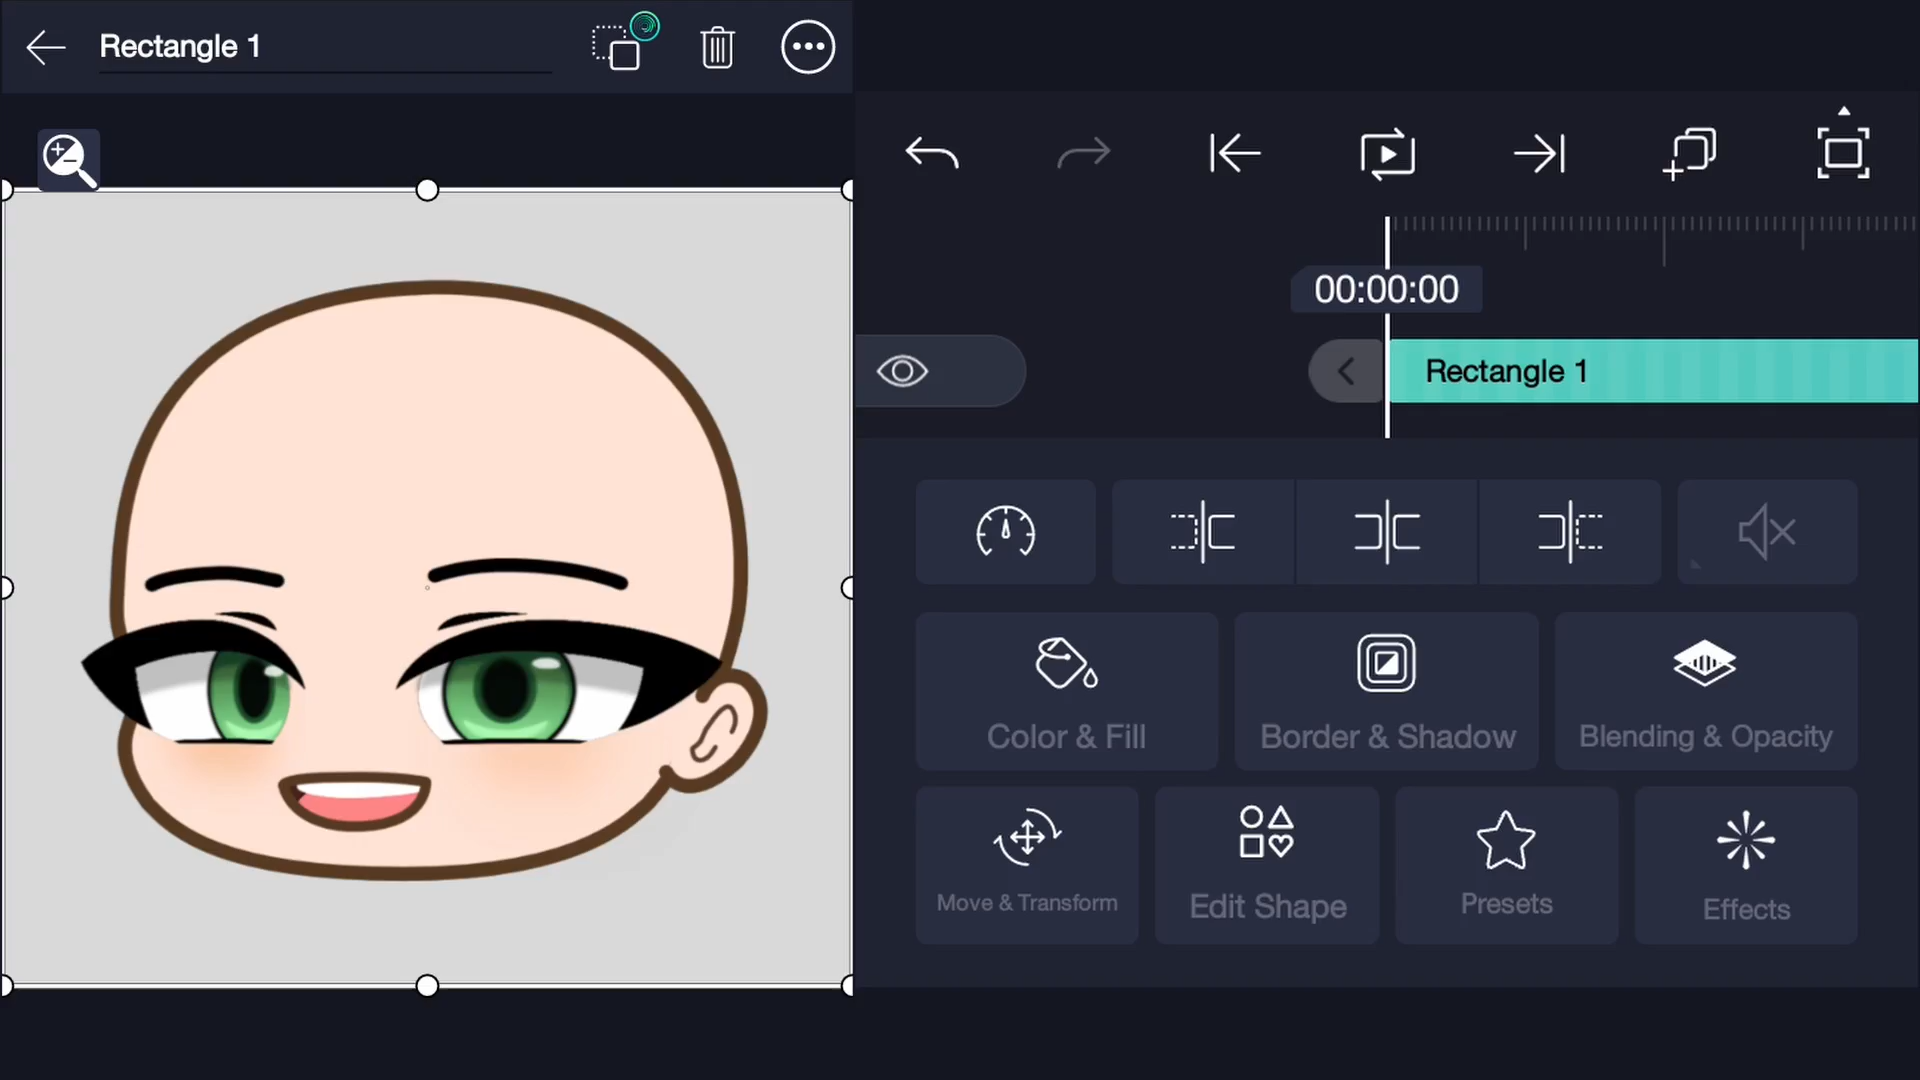 Rectangle 1
00:00:00
Rectangle 1
Color & Fill
Border & Shadow
Blending & Opacity
Move & Transform
Edit Shape
Presets
Effects